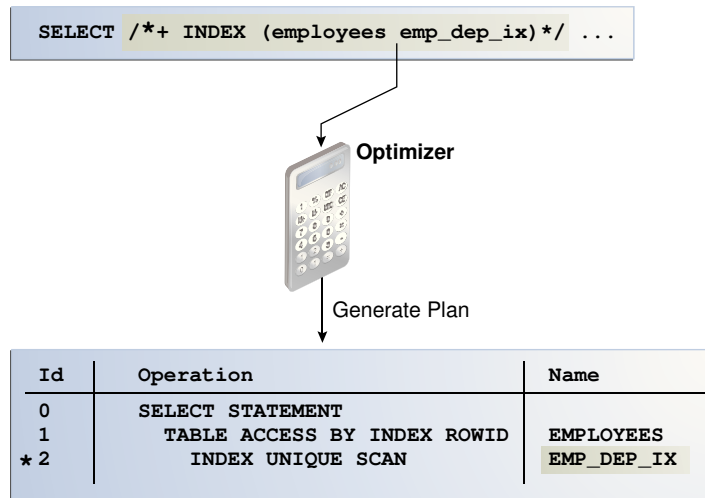 SELECT /*+ INDEX (employees emp_dep_ix)*/ ...
Optimizer
Generate Plan
Id Operation Name
0 SELECT STATEMENT
1 TABLE ACCESS BY INDEX ROWID EMPLOYEES
* 2 INDEX UNIQUE SCAN EMP_DEP_IX